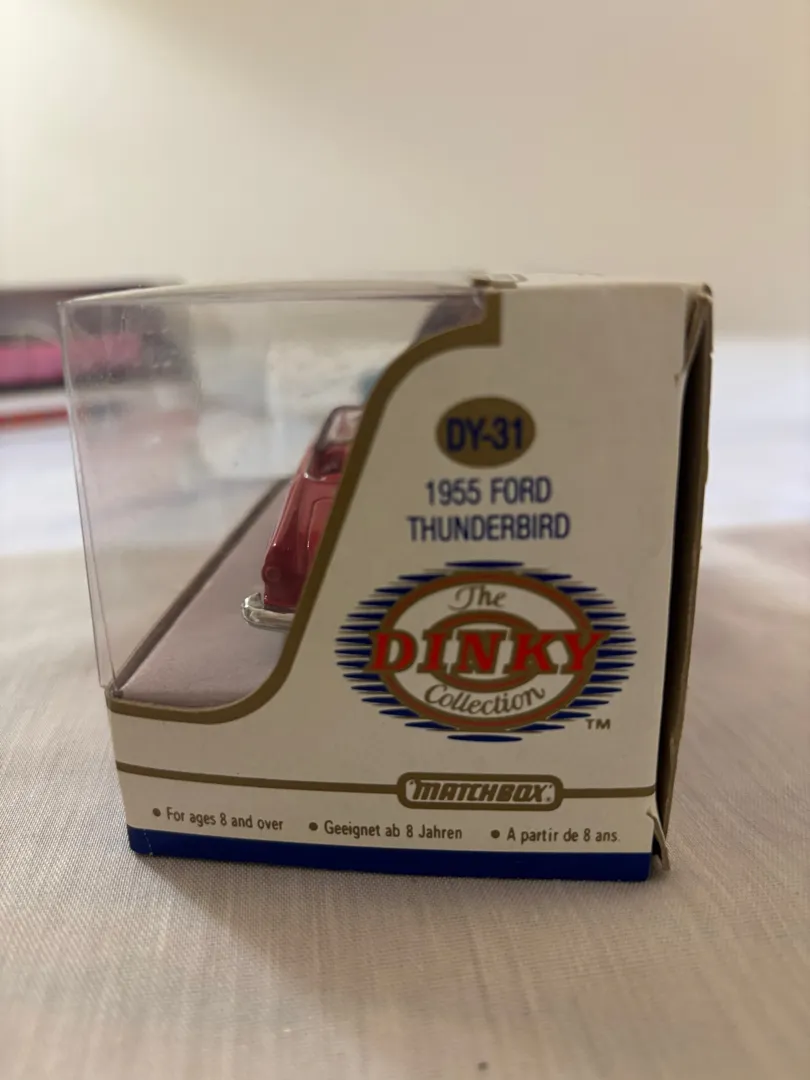 DY-31
1955 FORD
THUNDERBIRD
The
DINKY
Collection
TM
MATCHBOX
• For ages 8 and over • Geeignet ab 8 Jahren • A partir de 8 ans.